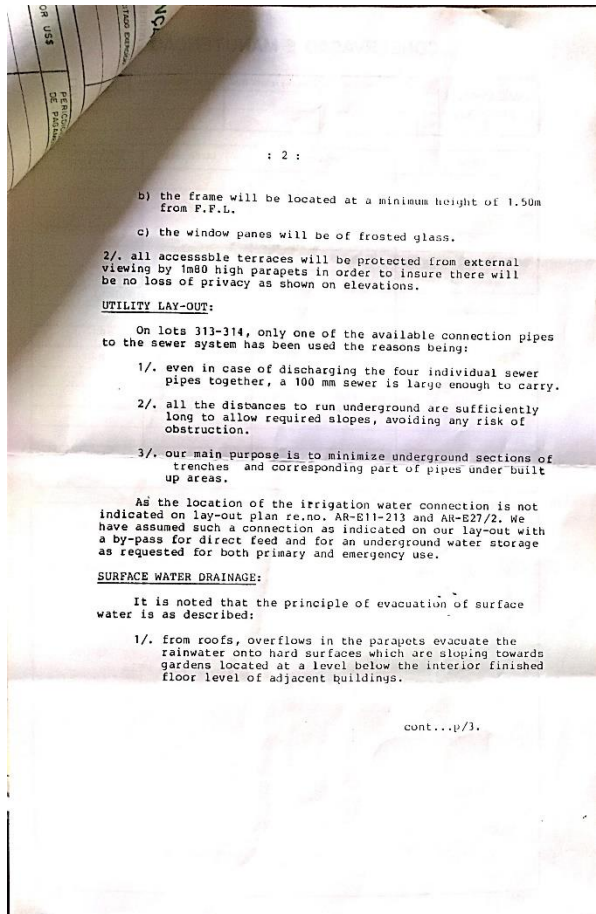 NÇA
STADO EXERCÍCIO
OR US$
PERÍODO
DE PAGAM
: 2 :
b) the frame will be located at a minimum height of 1.50m
from F.F.L.
c) the window panes will be of frosted glass.
2/. all accesssble terraces will be protected from external
viewing by 1m80 high parapets in order to insure there will
be no loss of privacy as shown on elevations.
UTILITY LAY-OUT:
On lots 313-314, only one of the available connection pipes
to the sewer system has been used the reasons being:
1/. even in case of discharging the four individual sewer
pipes together, a 100 mm sewer is large enough to carry.
2/. all the distances to run underground are sufficiently
long to allow required slopes, avoiding any risk of
obstruction.
3/. our main purpose is to minimize underground sections of
trenches and corresponding part of pipes under built
up areas.
As the location of the irrigation water connection is not
indicated on lay-out plan re.no. AR-E11-213 and AR-E27/2. We
have assumed such a connection as indicated on our lay-out with
a by-pass for direct feed and for an underground water storage
as requested for both primary and emergency use.
SURFACE WATER DRAINAGE:
It is noted that the principle of evacuation of surface
water is as described:
1/. from roofs, overflows in the parapets evacuate the
rainwater onto hard surfaces which are sloping towards
gardens located at a level below the interior finished
floor level of adjacent buildings.
cont...p/3.